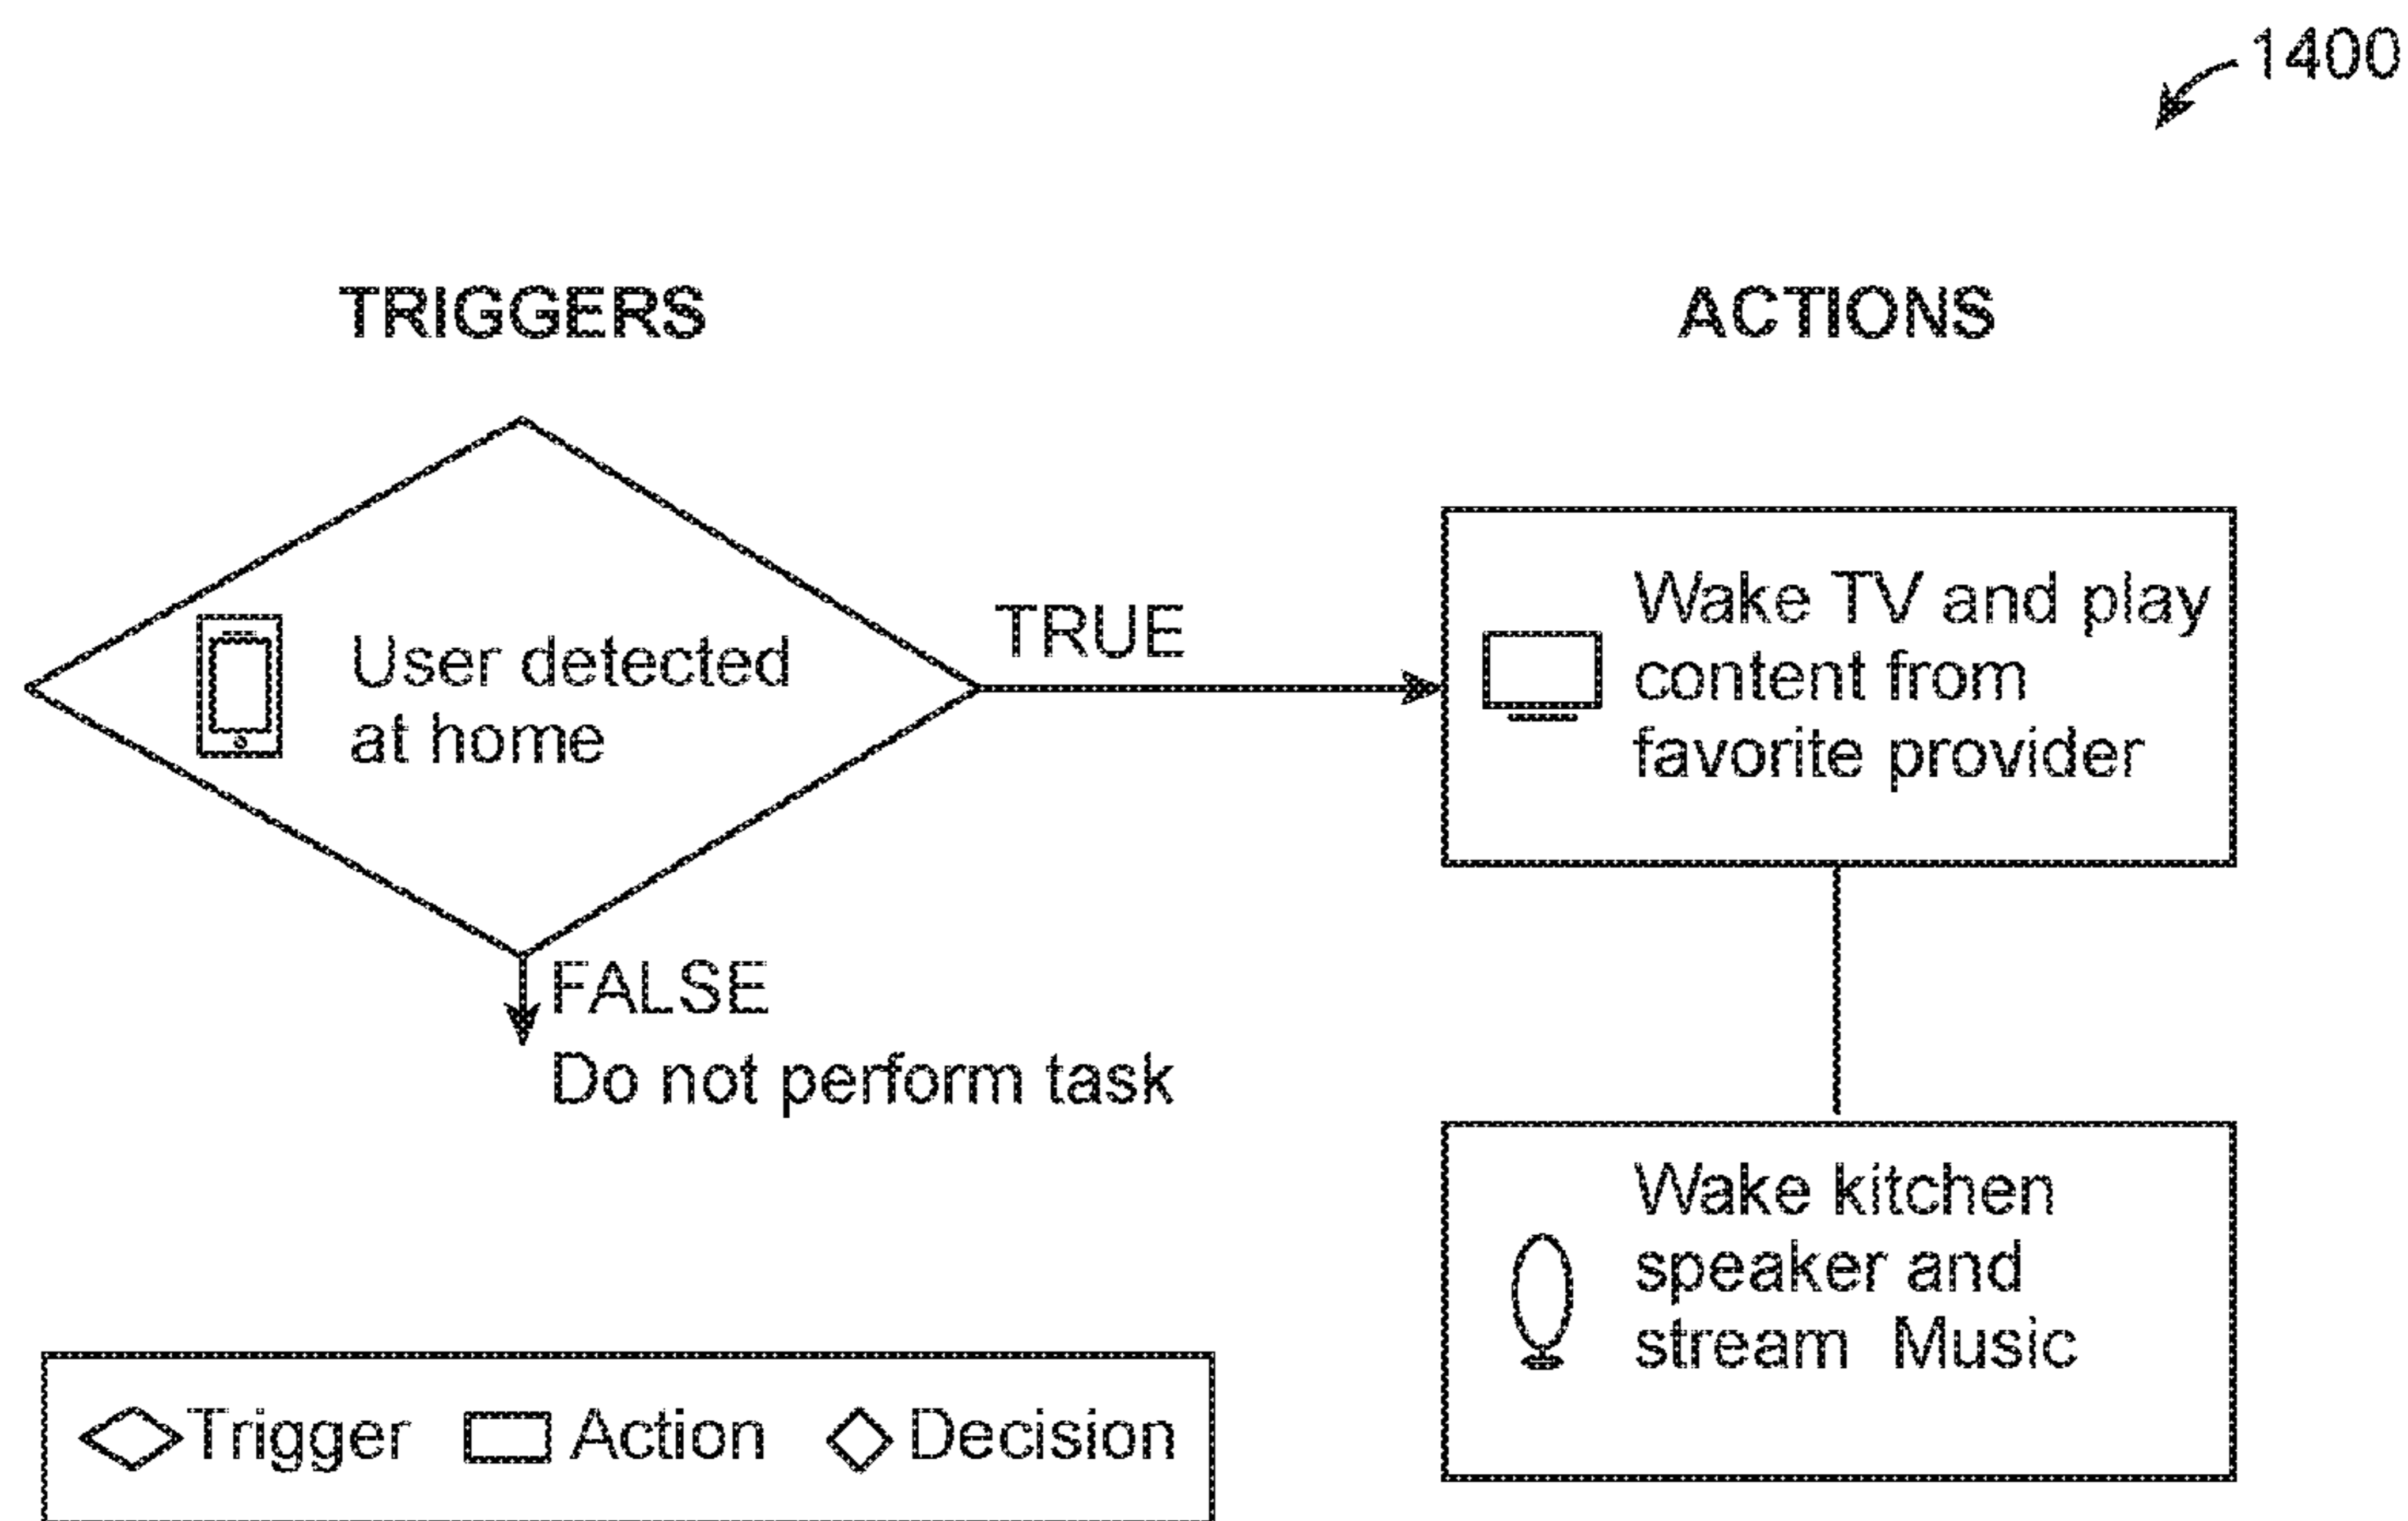 1400
TRIGGERS
ACTIONS
User detected
at home
TRUE
Wake TV and play
content from
favorite provider
FALSE
Do not perform task
Wake kitchen
speaker and
stream Music
Trigger Action Decision